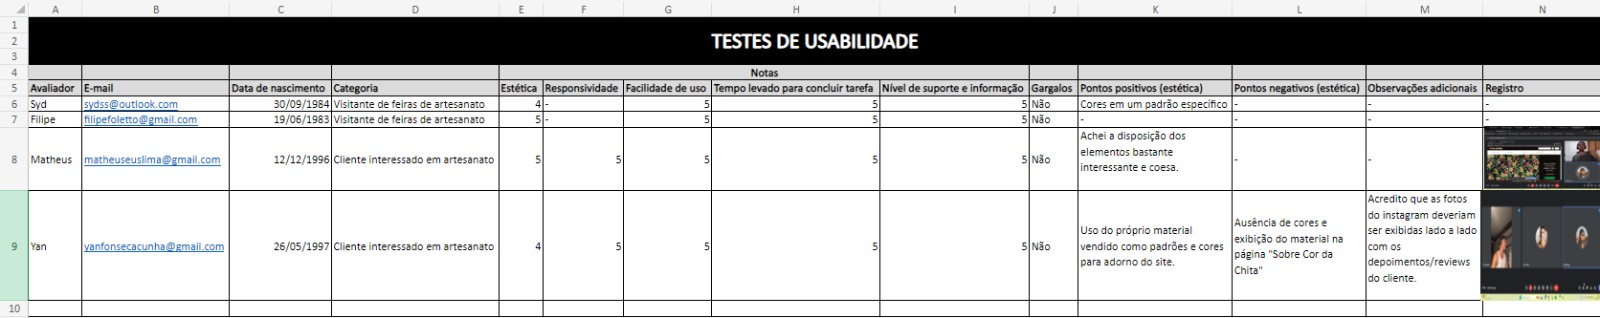 A B C D E F G H I J K L M N
1
2 TESTES DE USABILIDADE
3
4 Notas
5 Avaliador E-mail Data de nascimento Categoria Estética Responsividade Facilidade de uso Tempo levado para concluir tarefa Nível de suporte e informação Gargalos Pontos positivos (estética) Pontos negativos (estética) Observações adicionais Registro
6 Syd sydss@outlook.com 30/09/1984 Visitante de feiras de artesanato 4 - 5 5 5 Não Cores em um padrão específico - - -
7 Filipe filipefoletto@gmail.com 19/06/1983 Visitante de feiras de artesanato 5 - 5 5 5 Não - - - -
8 Matheus matheuseuslima@gmail.com 12/12/1996 Cliente interessado em artesanato 5 5 5 5 5 Não
Achei a disposição dos
elementos bastante
interessante e coesa.
- -
9 Yan yanfonsecacunha@gmail.com 26/05/1997 Cliente interessado em artesanato 4 5 5 5 5 Não
Uso do próprio material
vendido como padrões e cores
para adorno do site.
Ausência de cores e
exibição do material na
página "Sobre Cor da
Chita"
Acredito que as fotos
do instagram deveriam
ser exibidas lado a lado
com os
depoimentos/reviews
do cliente.
10